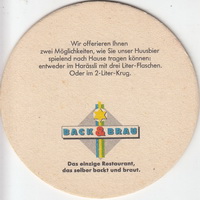 Wir offerieren Ihnen
zwei Möglichkeiten, wie Sie unser Huusbier
spielend nach Hause tragen können:
entweder im Harässli mit drei Liter-Flaschen.
Oder im 2-Liter-Krug.
BACK & BRAU
Das einzige Restaurant,
das selber backt und braut.